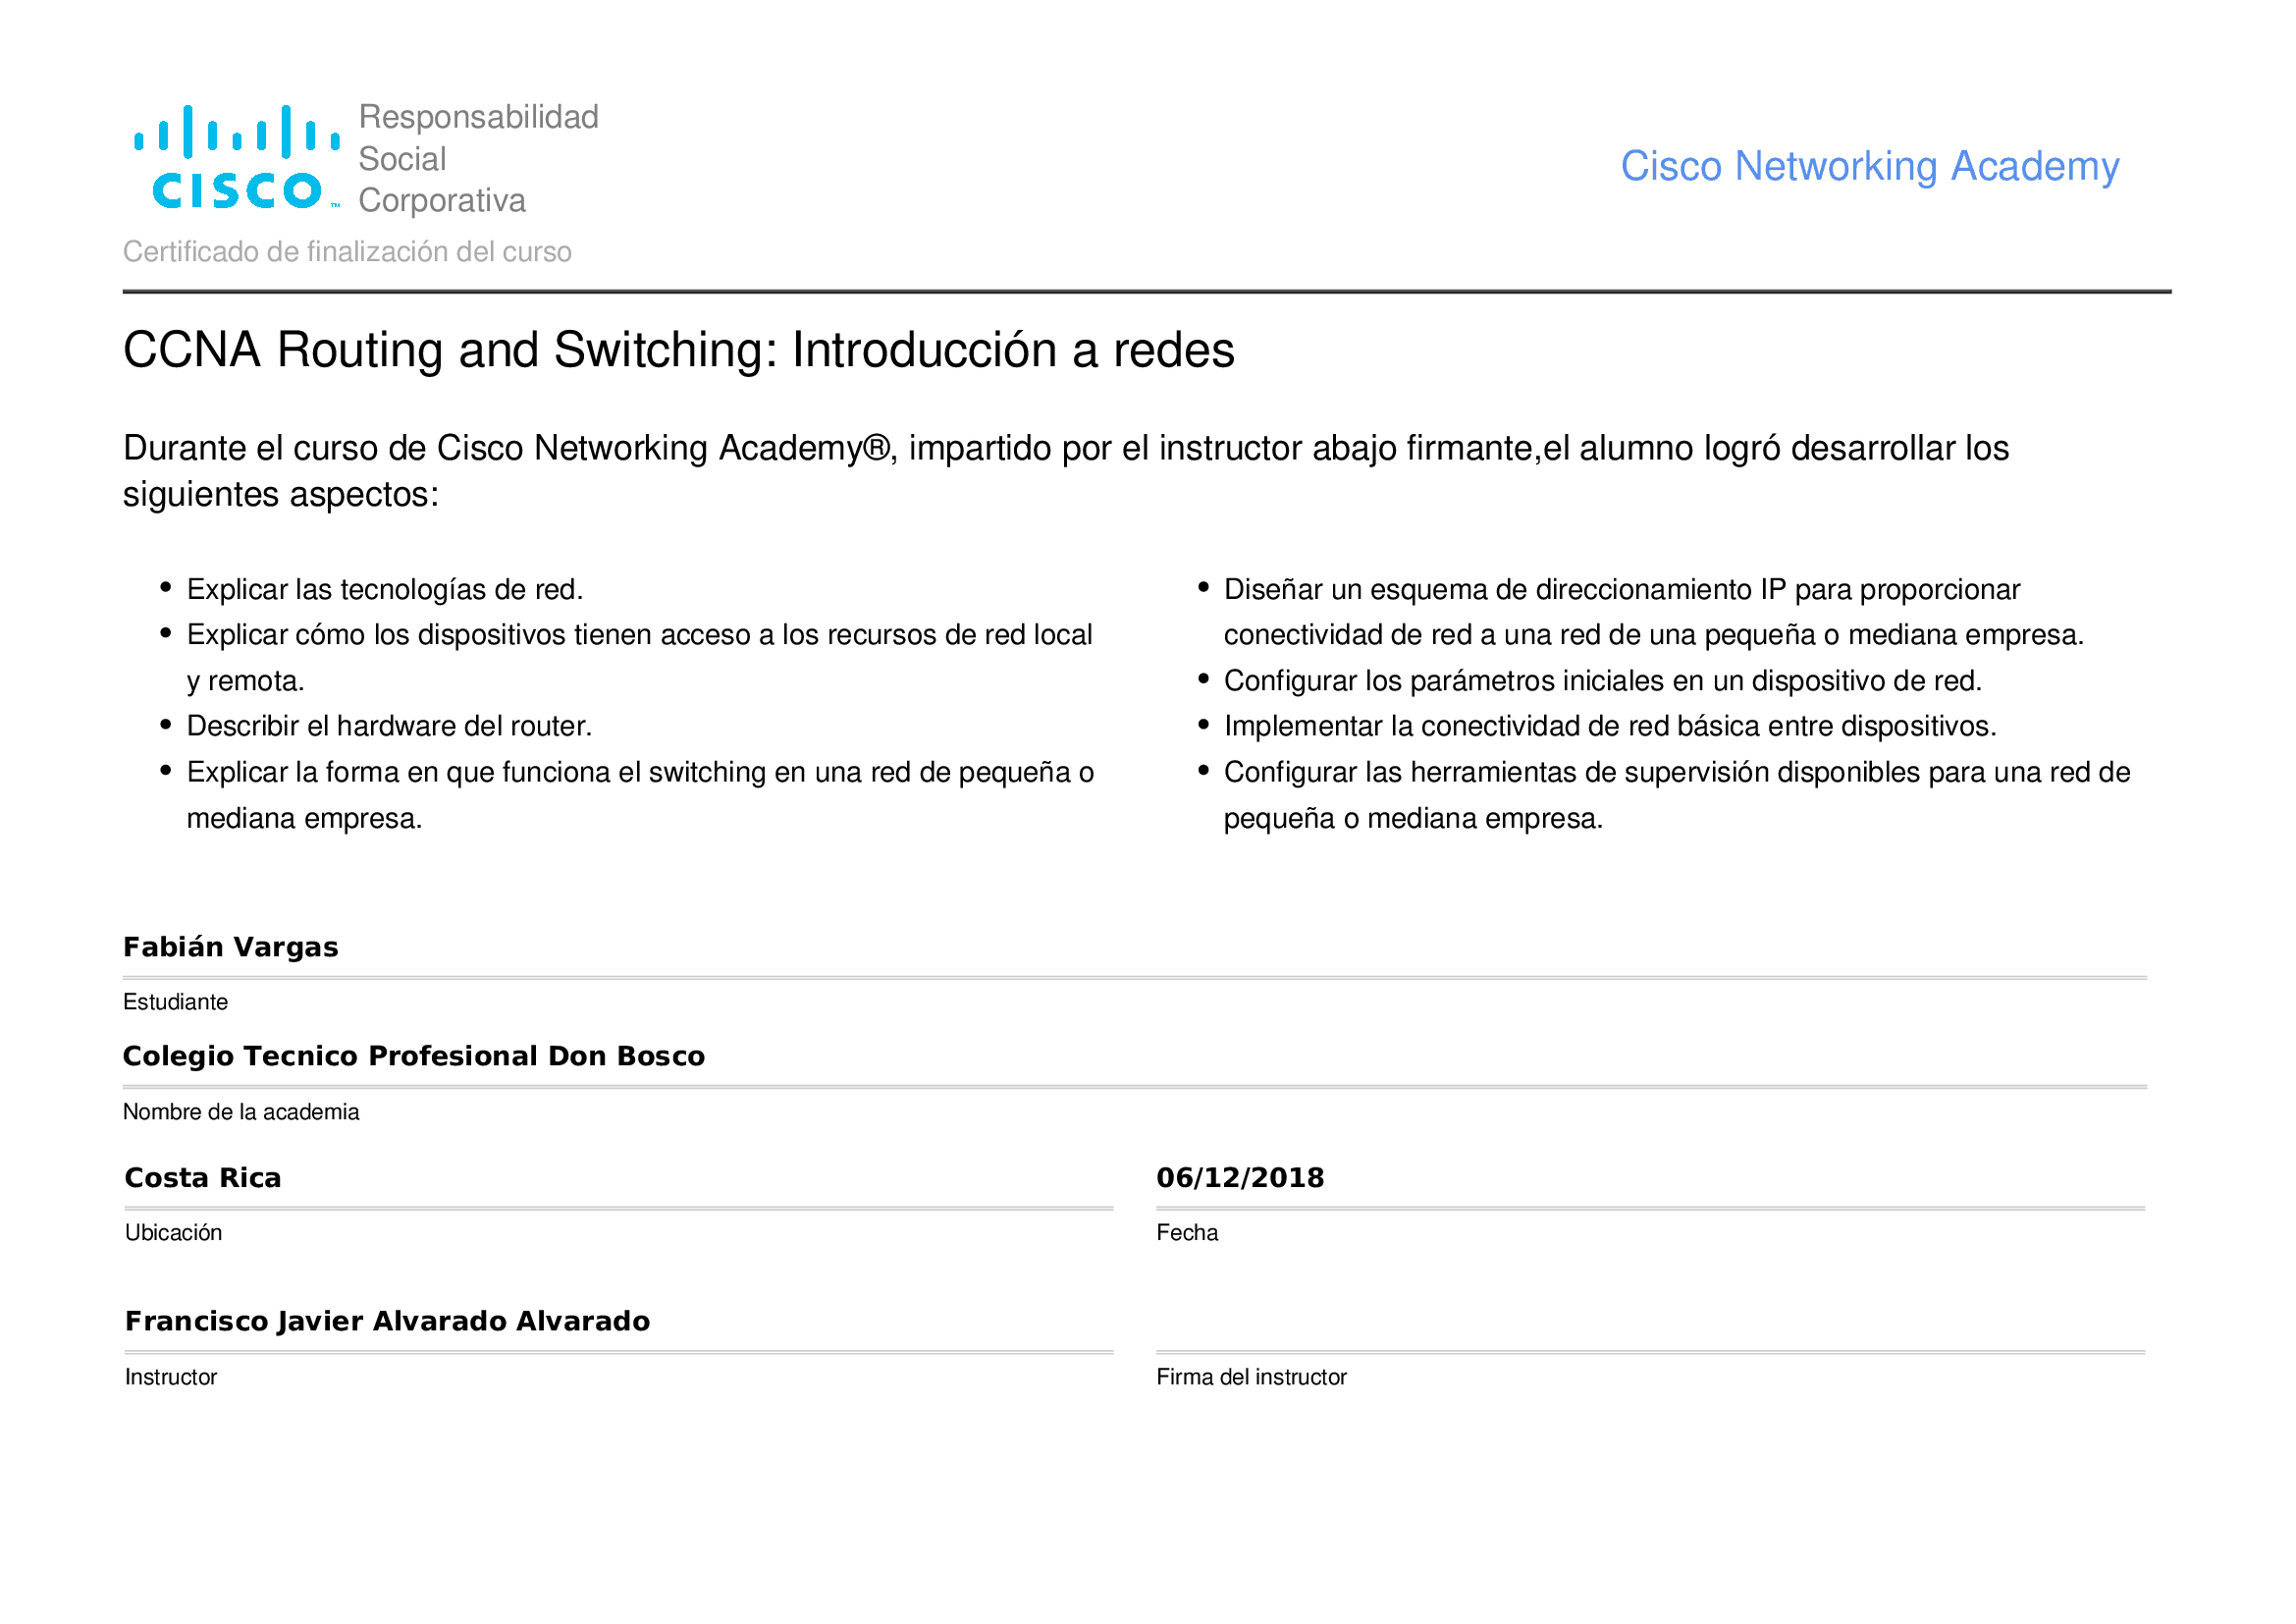 Responsabilidad
Social
Corporativa
CISCO™
Cisco Networking Academy
Certificado de finalización del curso
CCNA Routing and Switching: Introducción a redes
Durante el curso de Cisco Networking Academy®, impartido por el instructor abajo firmante,el alumno logró desarrollar los
siguientes aspectos:
Explicar las tecnologías de red.
Explicar cómo los dispositivos tienen acceso a los recursos de red local
y remota.
Describir el hardware del router.
Explicar la forma en que funciona el switching en una red de pequeña o
mediana empresa.
Diseñar un esquema de direccionamiento IP para proporcionar
conectividad de red a una red de una pequeña o mediana empresa.
Configurar los parámetros iniciales en un dispositivo de red.
Implementar la conectividad de red básica entre dispositivos.
Configurar las herramientas de supervisión disponibles para una red de
pequeña o mediana empresa.
Fabián Vargas
Estudiante
Colegio Tecnico Profesional Don Bosco
Nombre de la academia
Costa Rica
Ubicación
06/12/2018
Fecha
Francisco Javier Alvarado Alvarado
Instructor
Firma del instructor